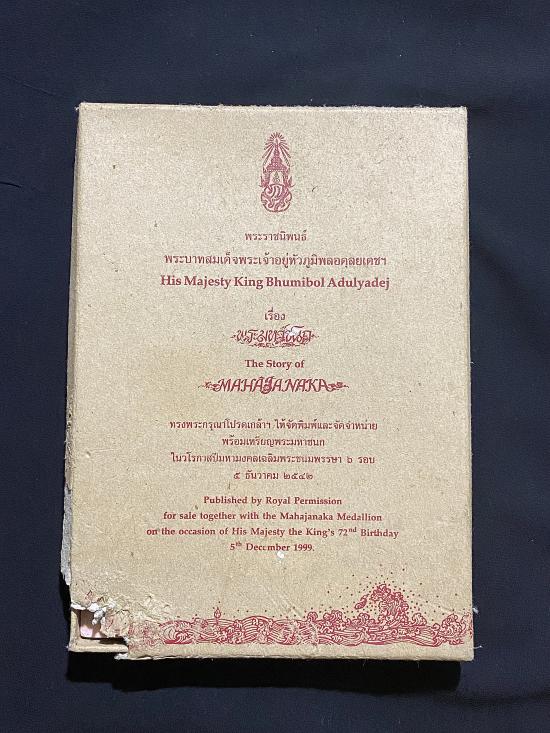 พระราชนิพนธ์
พระบาทสมเด็จพระเจ้าอยู่หัวภูมิพลอดุลยเดชฯ
His Majesty King Bhumibol Adulyadej
เรื่อง
พระมหาชนก
The Story of
MAHAJANAKA
ทรงพระกรุณาโปรดเกล้าฯ ให้จัดพิมพ์และจัดจำหน่าย
พร้อมเหรียญพระมหาชนก
ในวโรกาสปีมหามงคลเฉลิมพระชนมพรรษา ๖ รอบ
๕ ธันวาคม ๒๕๔๒
Published by Royal Permission
for sale together with the Mahajanaka Medallion
on the occasion of His Majesty the King's 72nd Birthday
5th December 1999.